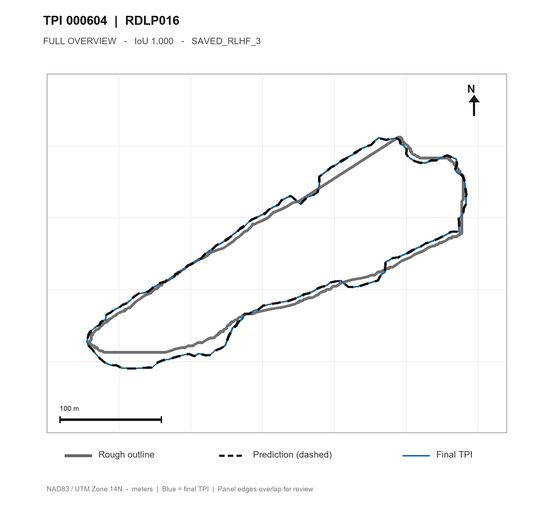 TPI 000604 | RDLP016
FULL OVERVIEW - IoU 1.000 - SAVED_RLHF_3
N
100 m
Rough outline
Prediction (dashed)
Final TPI
NAD83 / UTM Zone 14N - meters | Blue = final TPI | Panel edges overlap for review